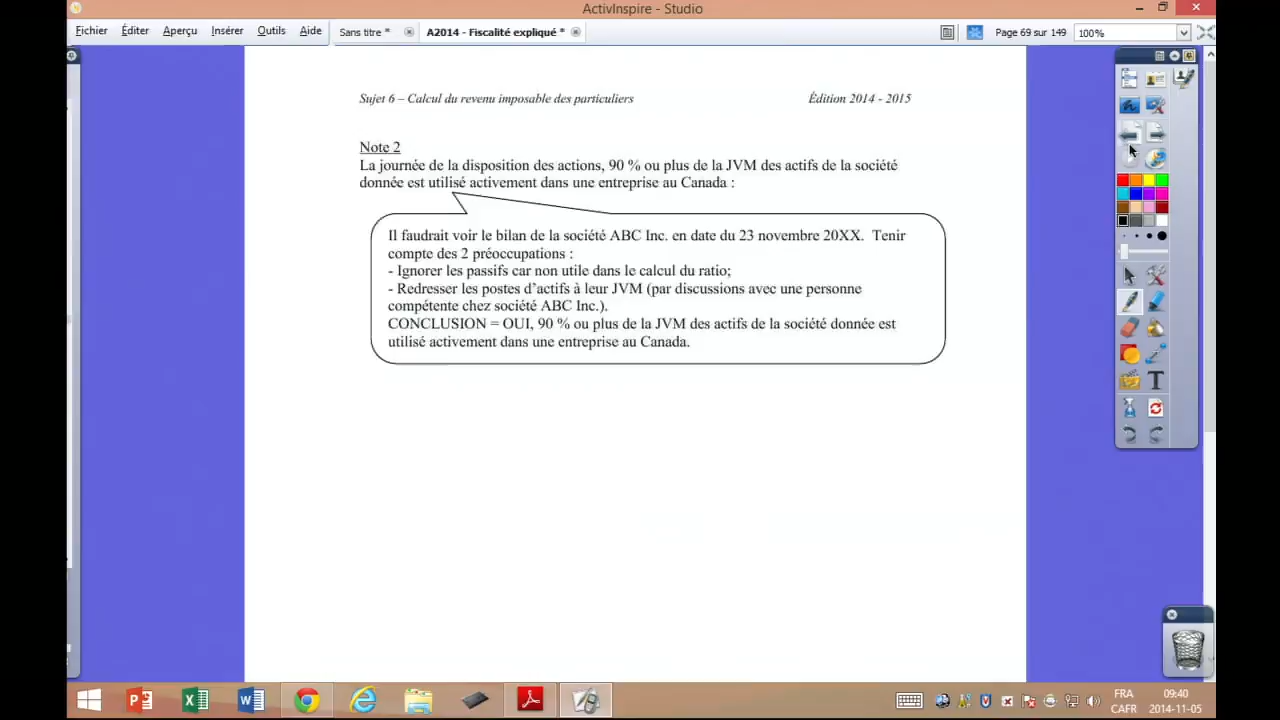 ActivInspire - Studio
Fichier Éditer Aperçu Insérer Outils Aide Sans titre * A2014 - Fiscalité expliqué * Page 69 sur 149 100%
Sujet 6 – Calcul du revenu imposable des particuliers Édition 2014 - 2015
Note 2
La journée de la disposition des actions, 90 % ou plus de la JVM des actifs de la société
donnée est utilisé activement dans une entreprise au Canada :
Il faudrait voir le bilan de la société ABC Inc. en date du 23 novembre 20XX. Tenir
compte des 2 préoccupations :
- Ignorer les passifs car non utile dans le calcul du ratio;
- Redresser les postes d’actifs à leur JVM (par discussions avec une personne
compétente chez société ABC Inc.).
CONCLUSION = OUI, 90 % ou plus de la JVM des actifs de la société donnée est
utilisé activement dans une entreprise au Canada.
FRA 09:40
CAFR 2014-11-05